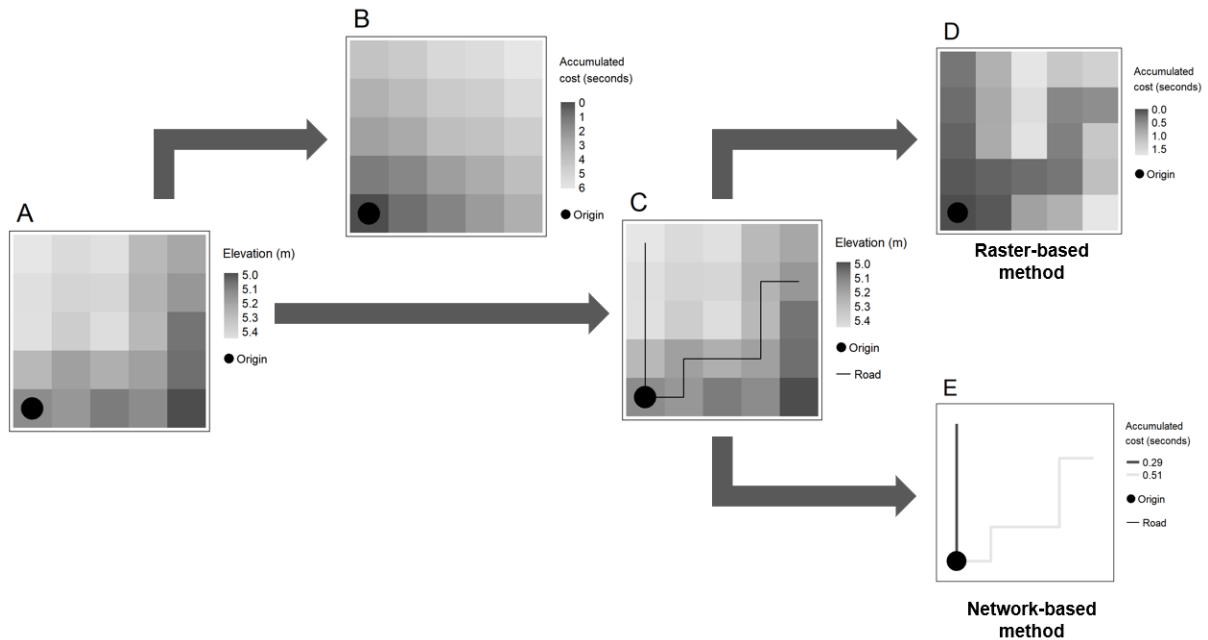 A
Elevation (m)
5.0
5.1
5.2
5.3
5.4
Origin
B
Accumulated
cost (seconds)
0
1
2
3
4
5
6
Origin
C
Elevation (m)
5.0
5.1
5.2
5.3
5.4
Origin
Road
D
Accumulated
cost (seconds)
0.0
0.5
1.0
1.5
Origin
Raster-based
method
E
Accumulated
cost (seconds)
0.29
0.51
Origin
Road
Network-based
method